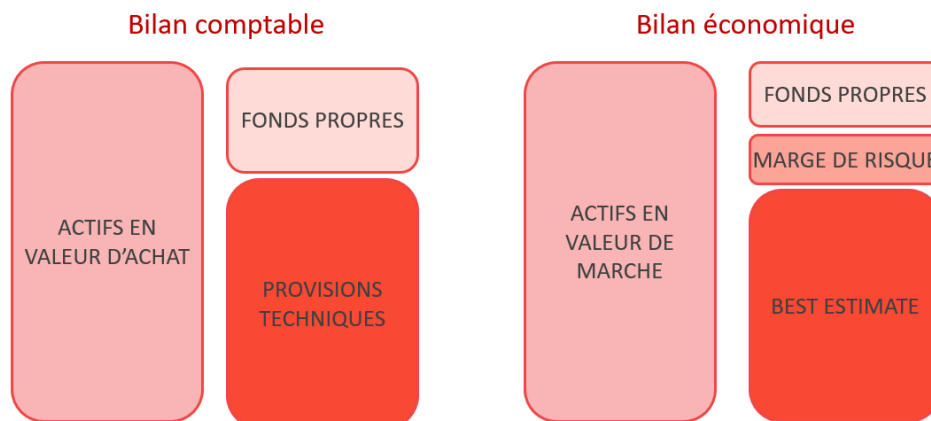 Bilan comptable
Bilan économique
ACTIFS EN
VALEUR D'ACHAT
FONDS PROPRES
PROVISIONS
TECHNIQUES
ACTIFS EN
VALEUR DE
MARCHE
FONDS PROPRES
MARGE DE RISQUE
BEST ESTIMATE